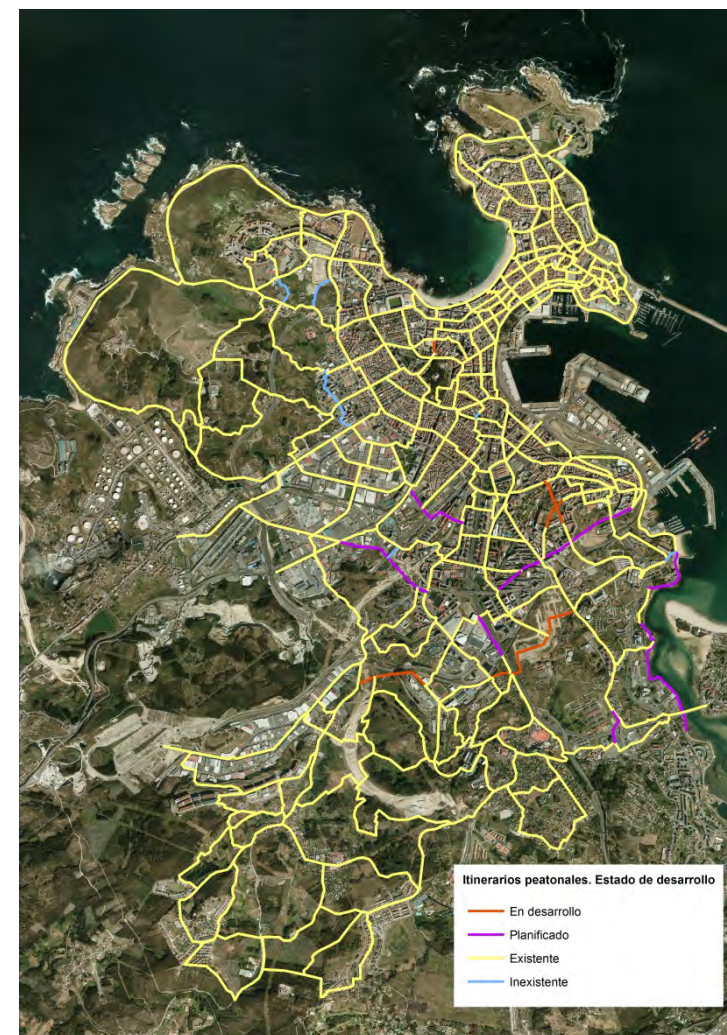 Itinerarios peatonales. Estado de desarrollo
En desarrollo
Planificado
Existente
Inexistente